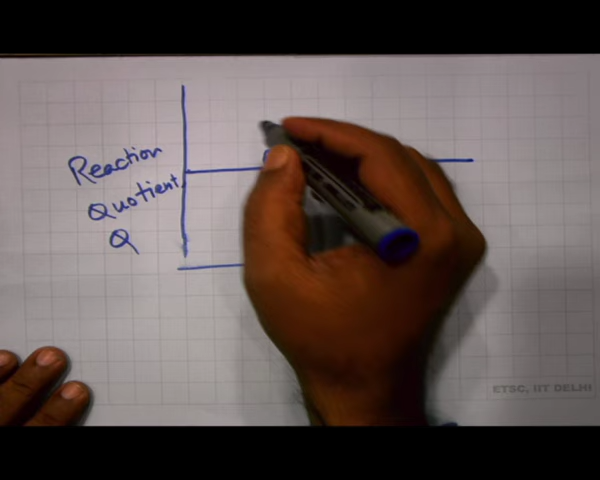 Reaction
Quotient
Q
ETSC, IIT DELHI